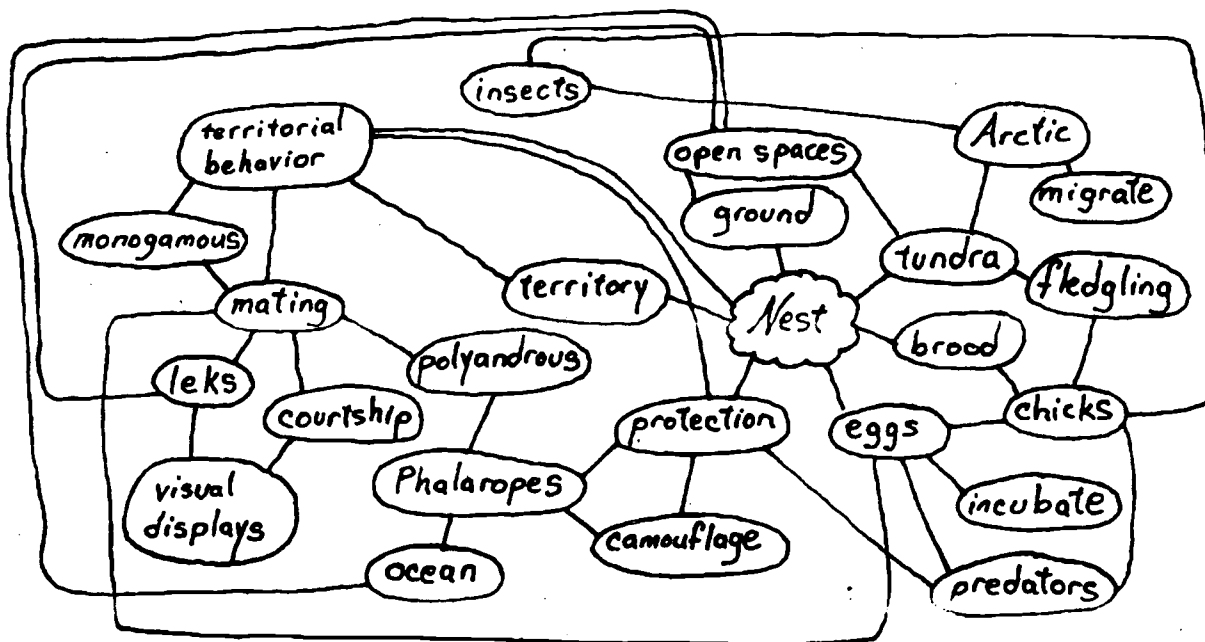 insects
territorial
behavior
open spaces
Arctic
migrate
ground
monogamous
tundra
fledgling
territory
Nest
mating
brood
polyandrous
leks
courtship
protection
eggs
chicks
Phalaropes
visual
displays
incubate
camouflage
ocean
predators